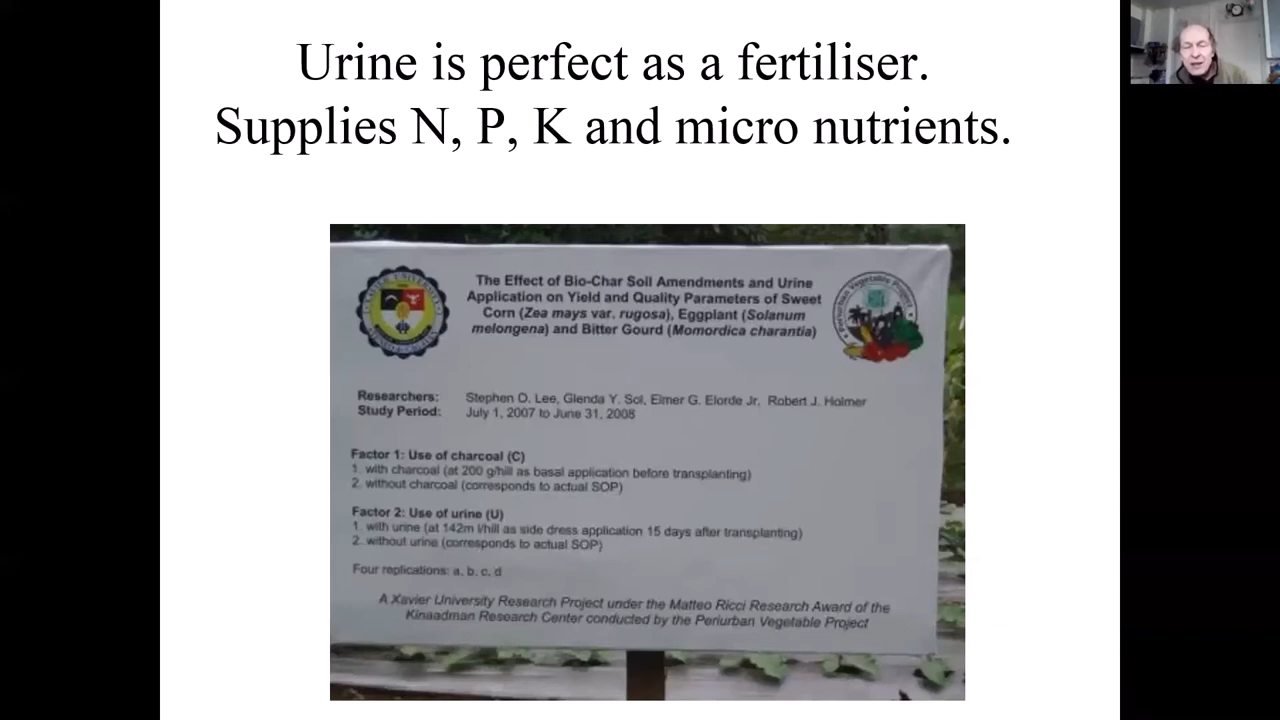 Urine is perfect as a fertiliser.
Supplies N, P, K and micro nutrients.
The Effect of Bio-Char Soil Amendments and Urine
Application on Yield and Quality Parameters of Sweet
Corn (Zea mays var. rugosa), Eggplant (Solanum
melongena) and Bitter Gourd (Momordica charantia)
XAVIER UNIVERSITY
Periurban Vegetable Project
Researchers: Stephen O. Lee, Glenda Y. Sol, Elmer G. Elorde Jr, Robert J. Holmer
Study Period: July 1, 2007 to June 31, 2008
Factor 1: Use of charcoal (C)
1. with charcoal (at 200 g/hill as basal application before transplanting)
2. without charcoal (corresponds to actual SOP)
Factor 2: Use of urine (U)
1. with urine (at 142m l/hill as side dress application 15 days after transplanting)
2. without urine (corresponds to actual SOP)
Four replications: a, b, c, d
A Xavier University Research Project under the Matteo Ricci Research Award of the
Kinaadman Research Center conducted by the Periurban Vegetable Project